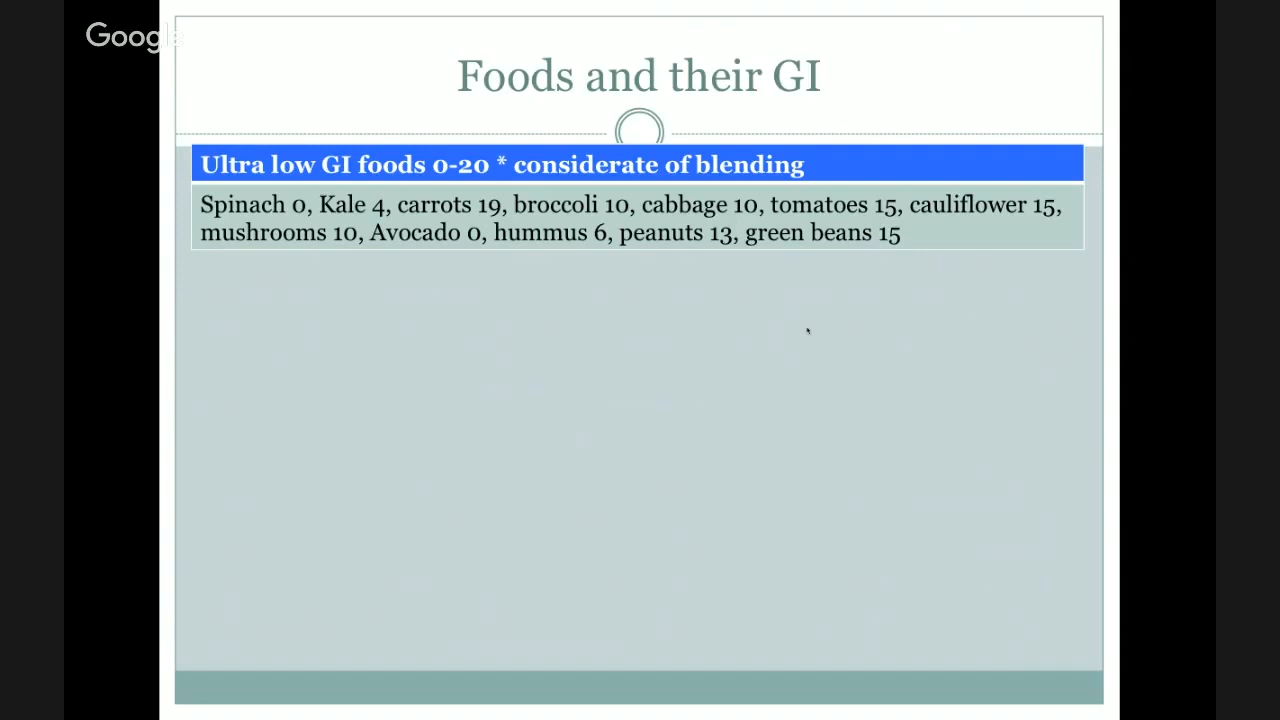 Google
Foods and their GI
Ultra low GI foods 0-20 * considerate of blending
Spinach 0, Kale 4, carrots 19, broccoli 10, cabbage 10, tomatoes 15, cauliflower 15,
mushrooms 10, Avocado 0, hummus 6, peanuts 13, green beans 15